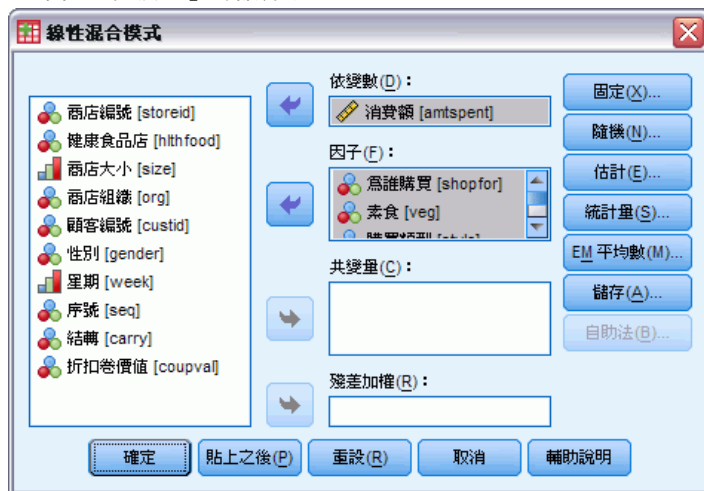 線性混合模式
商店編號 [storeid]
健康食品店 [hlthfood]
商店大小 [size]
商店組織 [org]
顧客編號 [custid]
性別 [gender]
星期 [week]
序號 [seq]
結轉 [carry]
折扣卷價值 [coupval]
依變數(D)：
消費額 [amtspent]
因子(F)：
為誰購買 [shopfor]
素食 [veg]
共變量(C)：
殘差加權(R)：
固定(X)...
隨機(N)...
估計(E)...
統計量(S)...
EM 平均數(M)...
儲存(A)...
自助法(B)...
確定
貼上之後(P)
重設(R)
取消
輔助說明